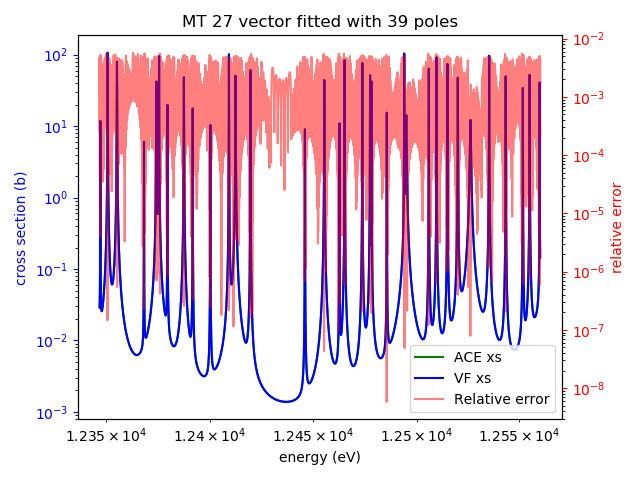 MT 27 vector fitted with 39 poles
10²
10¹
10⁰
10⁻¹
10⁻²
10⁻³
cross section (b)
10⁻²
10⁻³
10⁻⁴
10⁻⁵
10⁻⁶
10⁻⁷
10⁻⁸
relative error
ACE xs
VF xs
Relative error
1.235 × 10⁴ 1.24 × 10⁴ 1.245 × 10⁴ 1.25 × 10⁴ 1.255 × 10⁴
energy (eV)